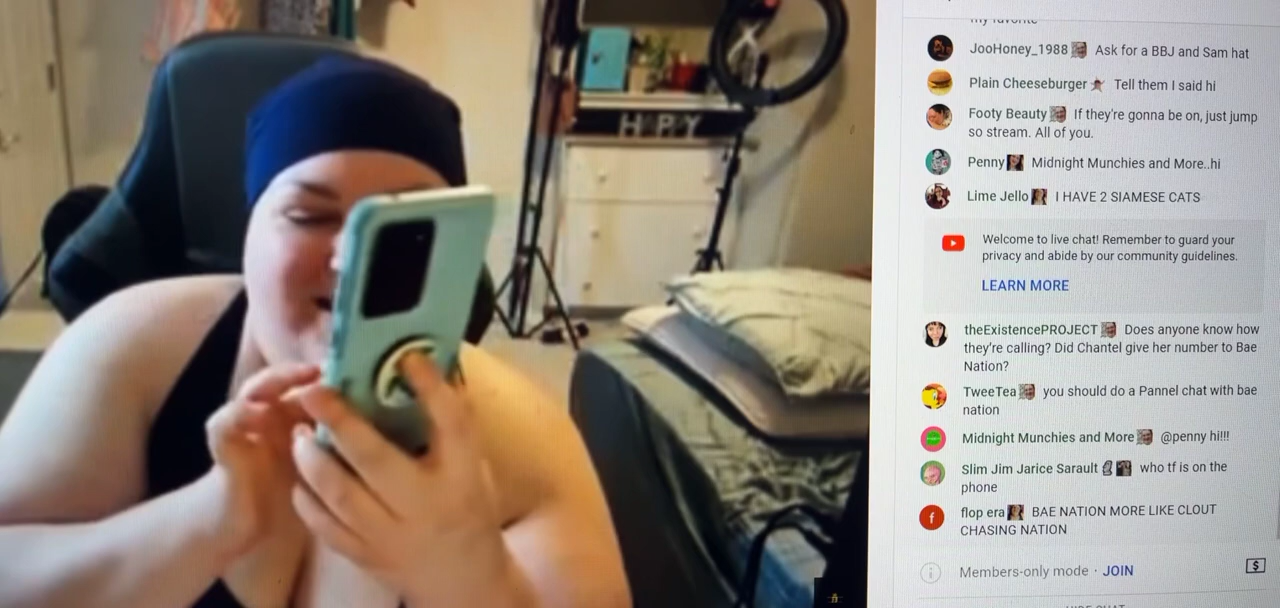 my favorite
JooHoney_1988 Ask for a BBJ and Sam hat
Plain Cheeseburger Tell them I said hi
Footy Beauty If they're gonna be on, just jump
so stream. All of you.
Penny Midnight Munchies and More..hi
Lime Jello I HAVE 2 SIAMESE CATS
Welcome to live chat! Remember to guard your
privacy and abide by our community guidelines.
LEARN MORE
theExistencePROJECT Does anyone know how
they're calling? Did Chantel give her number to Bae
Nation?
TweeTea you should do a Pannel chat with bae
nation
Midnight Munchies and More @penny hi!!!
Slim Jim Jarice Sarault who tf is on the
phone
f flop era BAE NATION MORE LIKE CLOUT
CHASING NATION
Members-only mode · JOIN
$
HIDE CHAT
H PY